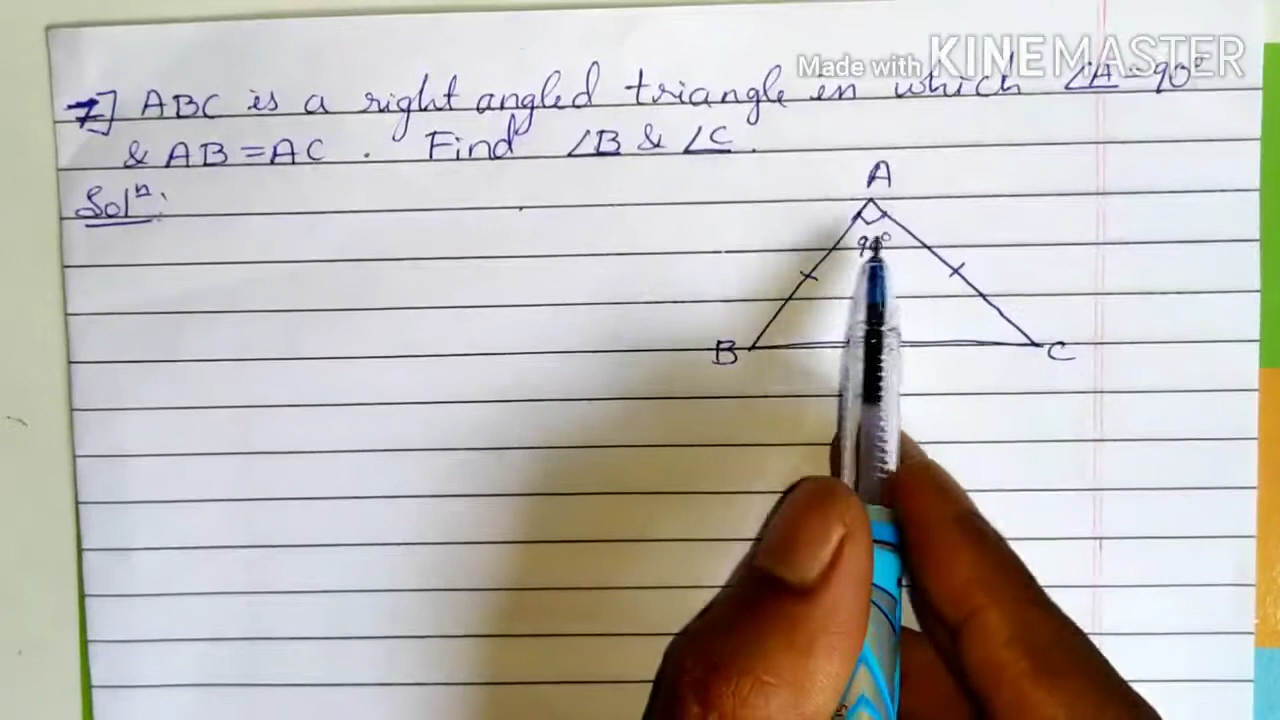 Made with KINEMASTER
7] ABC is a right angled triangle in which ∠A = 90°
& AB = AC . Find ∠B & ∠C.
Solⁿ:
A
90°
B
C